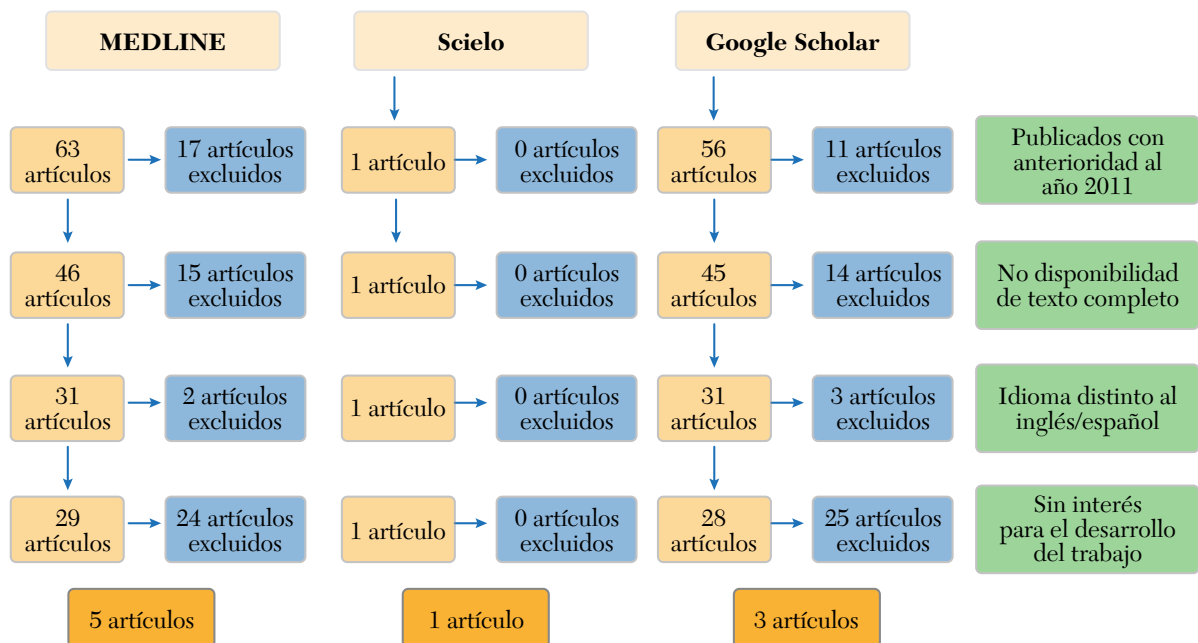 MEDLINE
Scielo
Google Scholar
63
artículos
17 artículos
excluidos
1 artículo
0 artículos
excluidos
56
artículos
11 artículos
excluidos
Publicados con
anterioridad al
año 2011
46
artículos
15 artículos
excluidos
1 artículo
0 artículos
excluidos
45
artículos
14 artículos
excluidos
No disponibilidad
de texto completo
31
artículos
2 artículos
excluidos
1 artículo
0 artículos
excluidos
31
artículos
3 artículos
excluidos
Idioma distinto al
inglés/español
29
artículos
24 artículos
excluidos
1 artículo
0 artículos
excluidos
28
artículos
25 artículos
excluidos
Sin interés
para el desarrollo
del trabajo
5 artículos
1 artículo
3 artículos